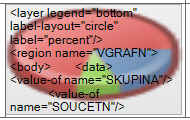 <layer legend="bottom"
label-layout="circle"
label="percent"/>
<region name="VGRAFN">
<body> <data>
<value-of name="SKUPINA"/>
<value-of
name="SOUCETN"/>